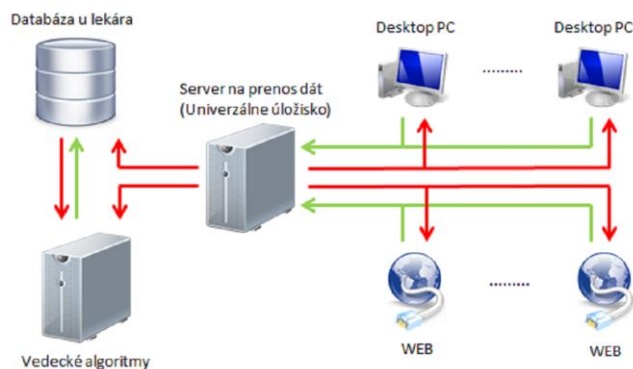 Databáza u lekára
Desktop PC
Desktop PC
Server na prenos dát
(Univerzálne úložisko)
Vedecké algoritmy
WEB
WEB